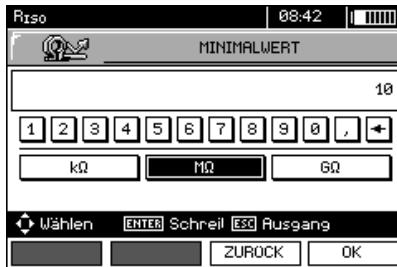 RISO 08:42
MINIMALWERT
10
1 2 3 4 5 6 7 8 9 0 , ←
kΩ MΩ GΩ
Wählen ENTER Schreil ESC Ausgang
ZURÜCK OK